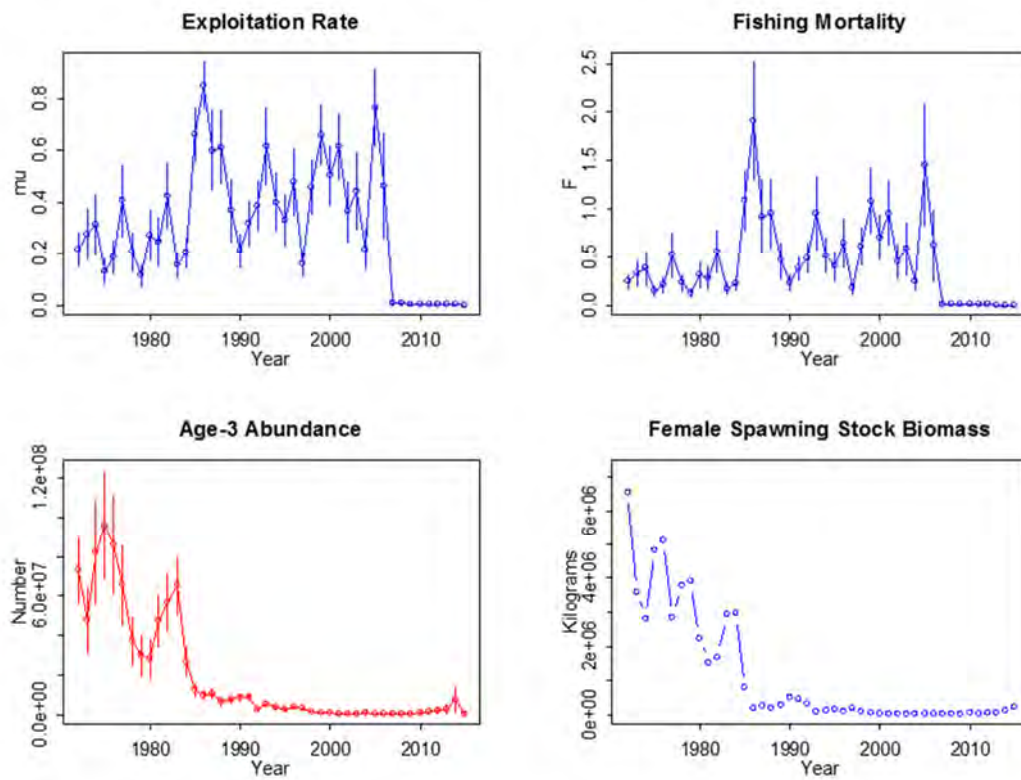 Exploitation Rate
Fishing Mortality
mu
0.0 0.2 0.4 0.6 0.8
F
0.0 0.5 1.0 1.5 2.0 2.5
1980 1990 2000 2010
Year
1980 1990 2000 2010
Year
Age-3 Abundance
Female Spawning Stock Biomass
Number
0.0e+00 6.0e+07 1.2e+08
Kilograms
0e+00 2e+06 4e+06 6e+06
1980 1990 2000 2010
Year
1980 1990 2000 2010
Year